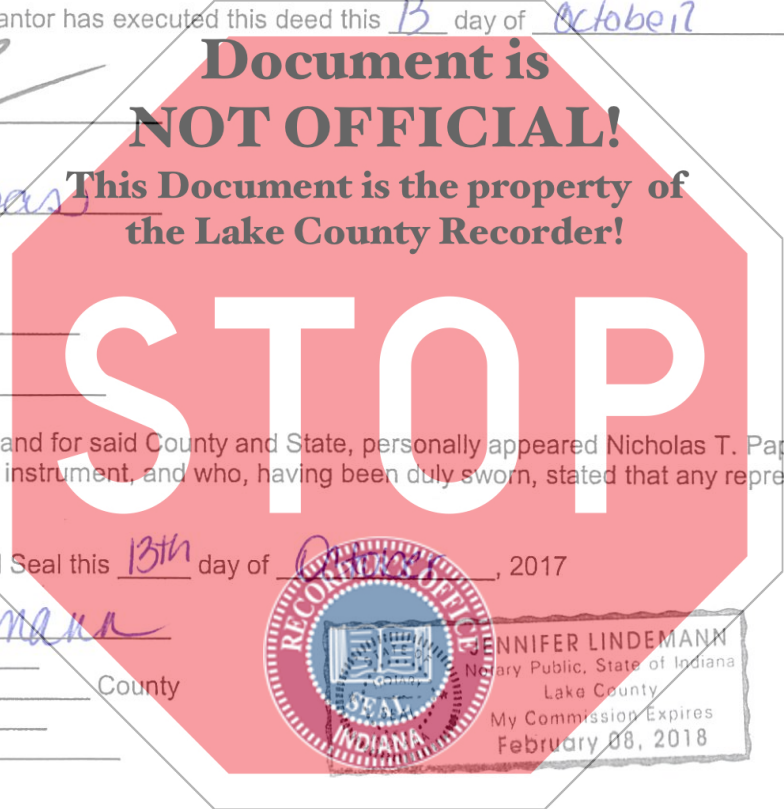 antor has executed this deed this 13 day of October
Document is
NOT OFFICIAL!
This Document is the property of
the Lake County Recorder!
STOP
and for said County and State, personally appeared Nicholas T. Pap
instrument, and who, having been duly sworn, stated that any repre
Seal this 13th day of October, 2017
mann
County
RECORDER'S OFFICE
SEAL
INDIANA
JENNIFER LINDEMANN
Notary Public, State of Indiana
Lake County
My Commission Expires
February 08, 2018